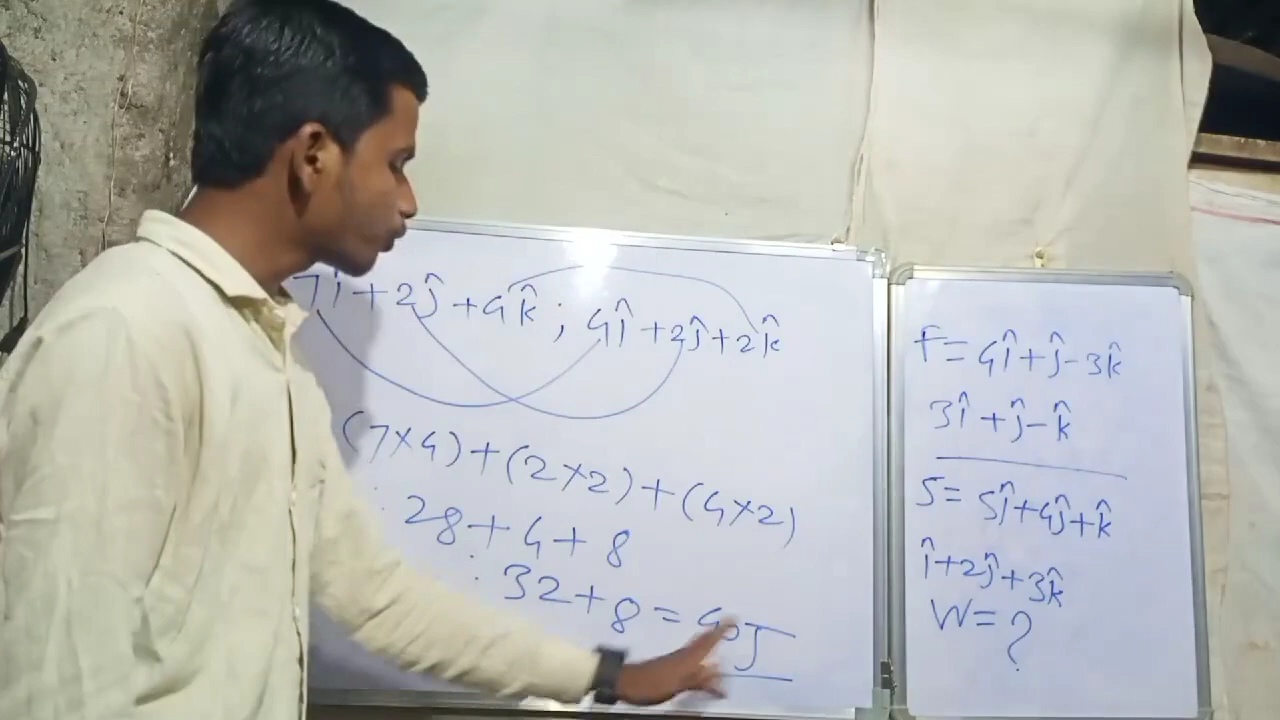 7î + 2ĵ + 4k̂ ; 4î + 2ĵ + 2k̂
(7×4) + (2×2) + (4×2)
28 + 4 + 8
32 + 8 = 40J
F = 4î + ĵ - 3k̂
3î + ĵ - k̂
S = 5î + 4ĵ + k̂
î + 2ĵ + 3k̂
W = ?